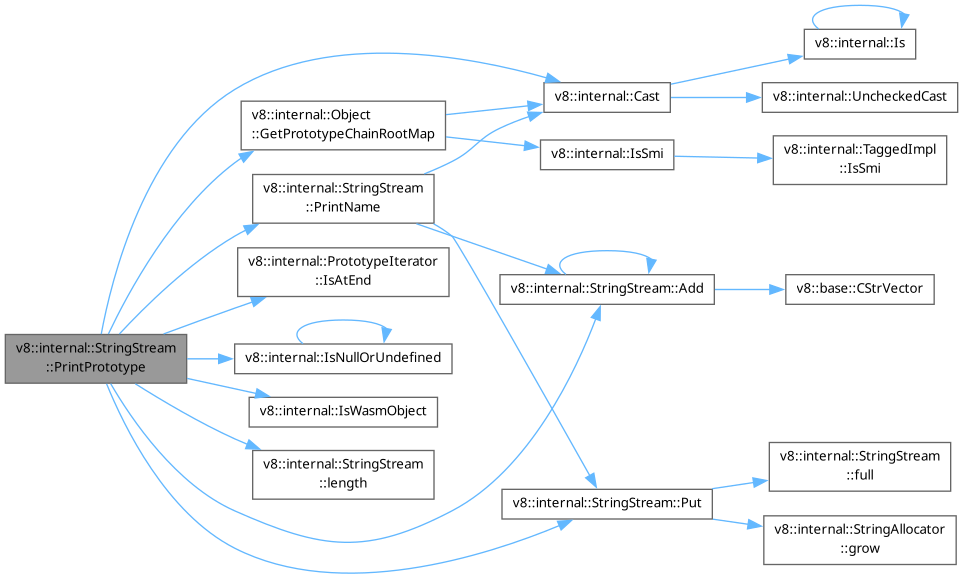 v8::internal::StringStream
::PrintPrototype
v8::internal::Object
::GetPrototypeChainRootMap
v8::internal::StringStream
::PrintName
v8::internal::PrototypeIterator
::IsAtEnd
v8::internal::IsNullOrUndefined
v8::internal::IsWasmObject
v8::internal::StringStream
::length
v8::internal::Cast
v8::internal::IsSmi
v8::internal::StringStream::Add
v8::internal::StringStream::Put
v8::internal::Is
v8::internal::UncheckedCast
v8::internal::TaggedImpl
::IsSmi
v8::base::CStrVector
v8::internal::StringStream
::full
v8::internal::StringAllocator
::grow